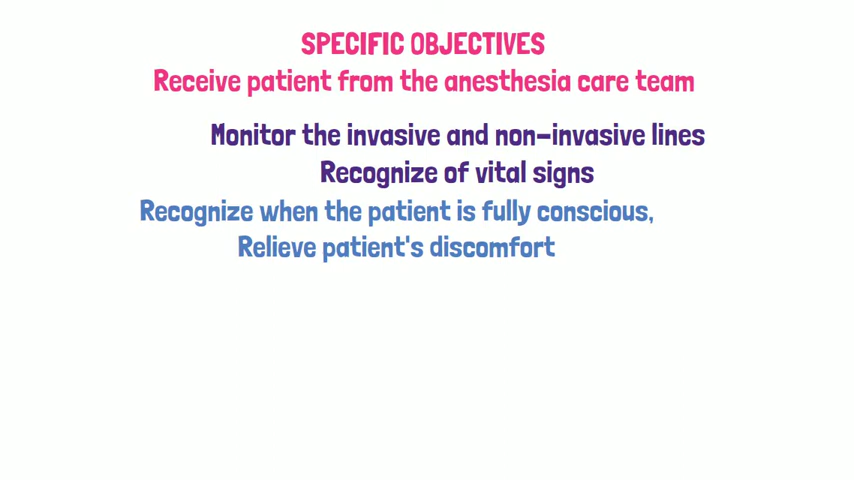 SPECIFIC OBJECTIVES
Receive patient from the anesthesia care team
Monitor the invasive and non-invasive lines
Recognize of vital signs
Recognize when the patient is fully conscious,
Relieve patient's discomfort